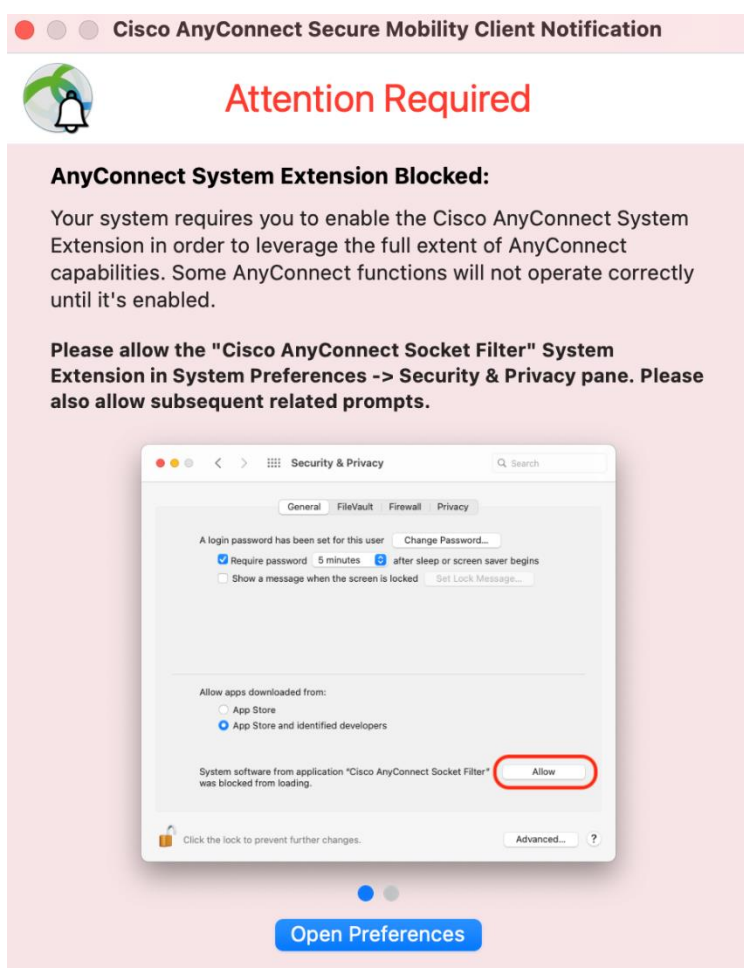 Cisco AnyConnect Secure Mobility Client Notification
Attention Required
AnyConnect System Extension Blocked:
Your system requires you to enable the Cisco AnyConnect System
Extension in order to leverage the full extent of AnyConnect
capabilities. Some AnyConnect functions will not operate correctly
until it's enabled.
Please allow the "Cisco AnyConnect Socket Filter" System
Extension in System Preferences -> Security & Privacy pane. Please
also allow subsequent related prompts.
Security & Privacy
Search
General FileVault Firewall Privacy
A login password has been set for this user Change Password...
Require password 5 minutes after sleep or screen saver begins
Show a message when the screen is locked Set Lock Message...
Allow apps downloaded from:
App Store
App Store and identified developers
System software from application "Cisco AnyConnect Socket Filter" Allow
was blocked from loading.
Click the lock to prevent further changes. Advanced... ?
Open Preferences